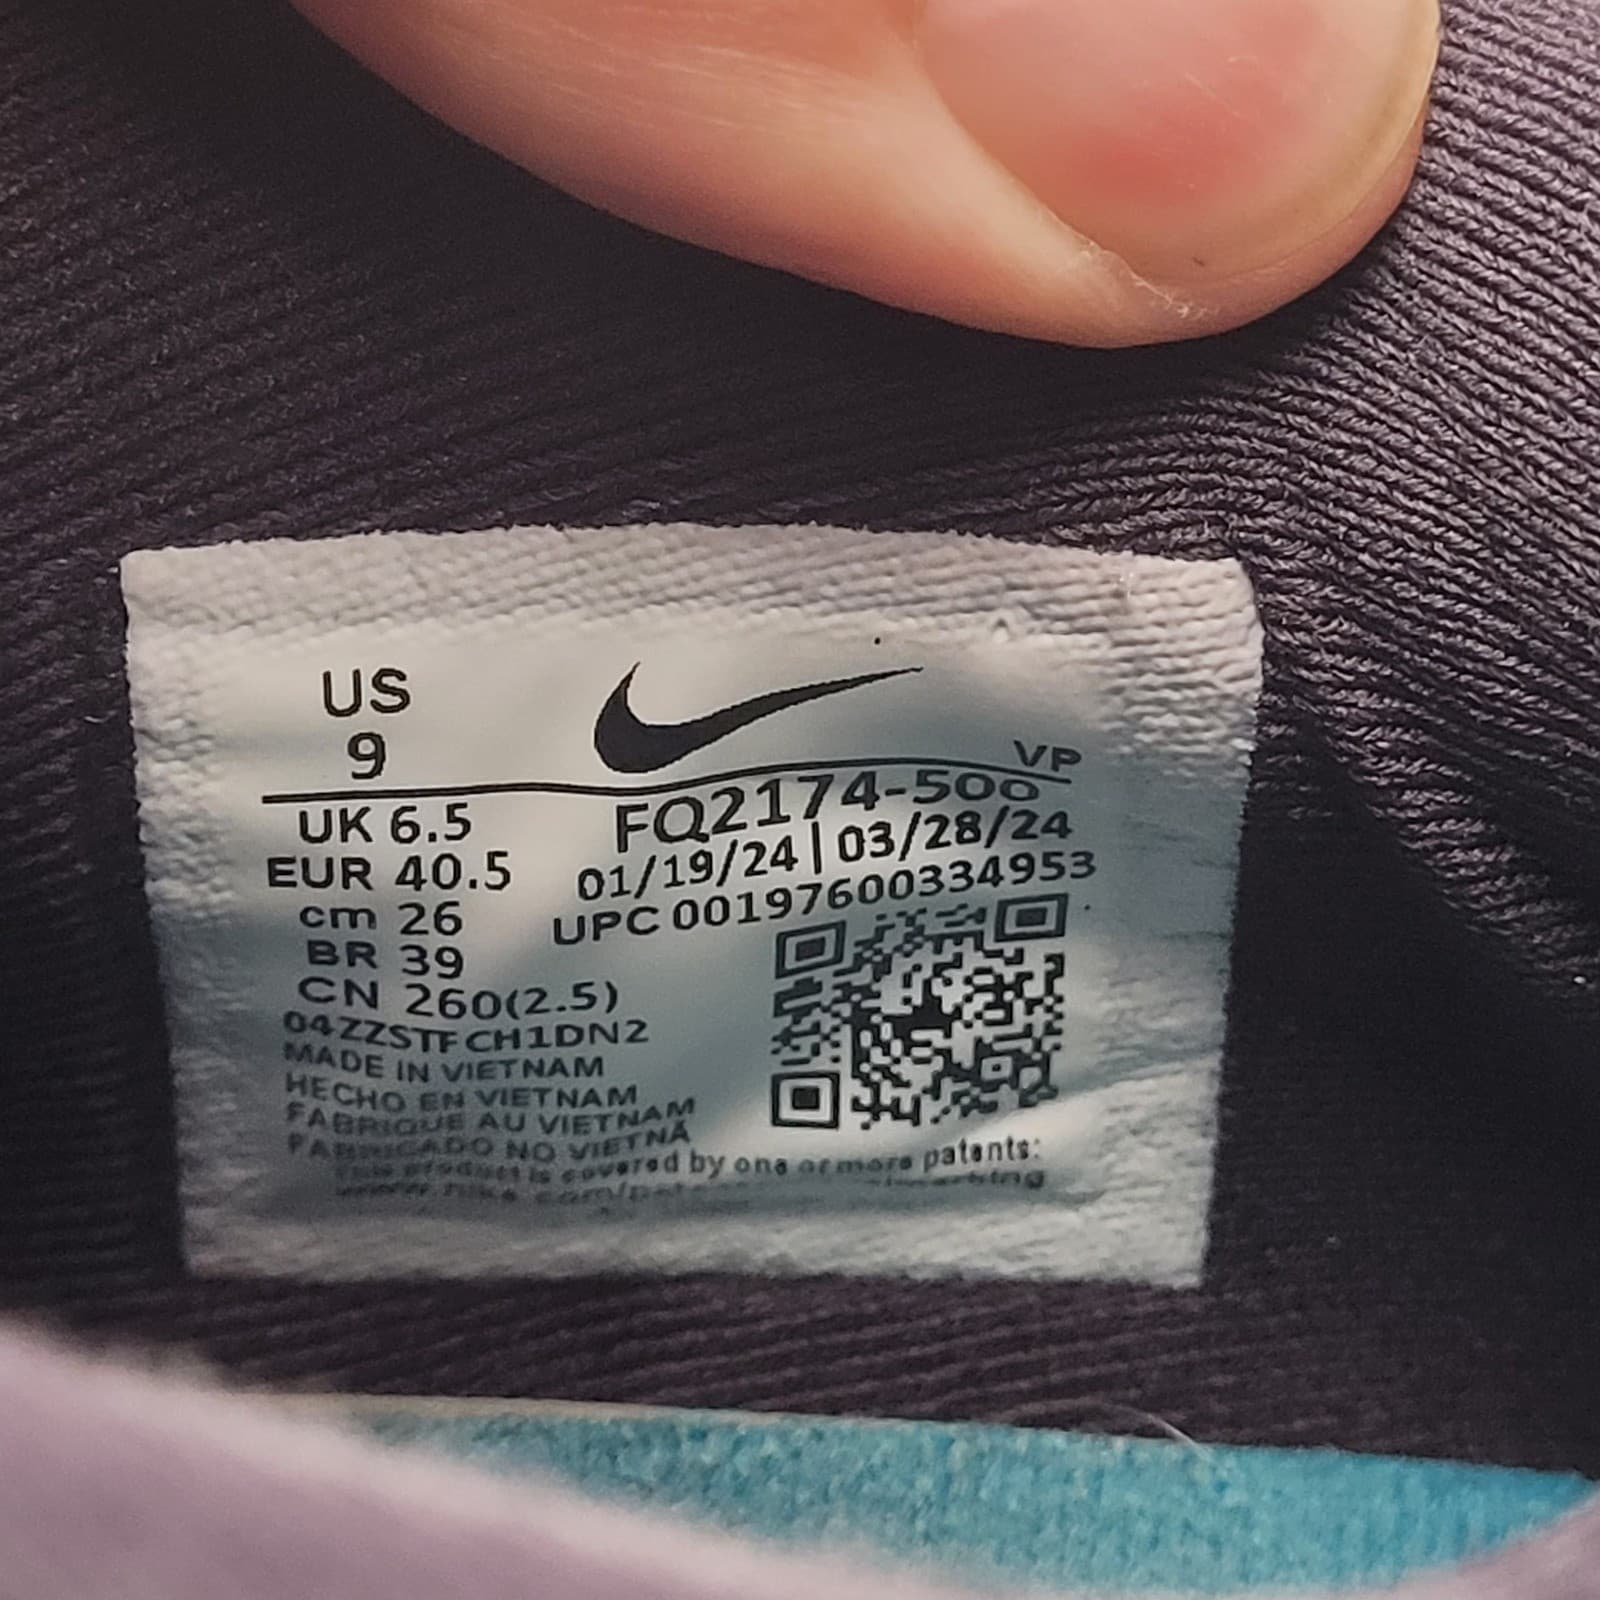 US
9
VP
UK 6.5
FQ2174-500
EUR 40.5
01/19/24 | 03/28/24
cm 26
UPC 00197600334953
BR 39
CN 260(2.5)
04ZZSTFCH1DN2
MADE IN VIETNAM
HECHO EN VIETNAM
FABRIQUE AU VIETNAM
FABRICADO NO VIETNÃ
This product is covered by one or more patents: